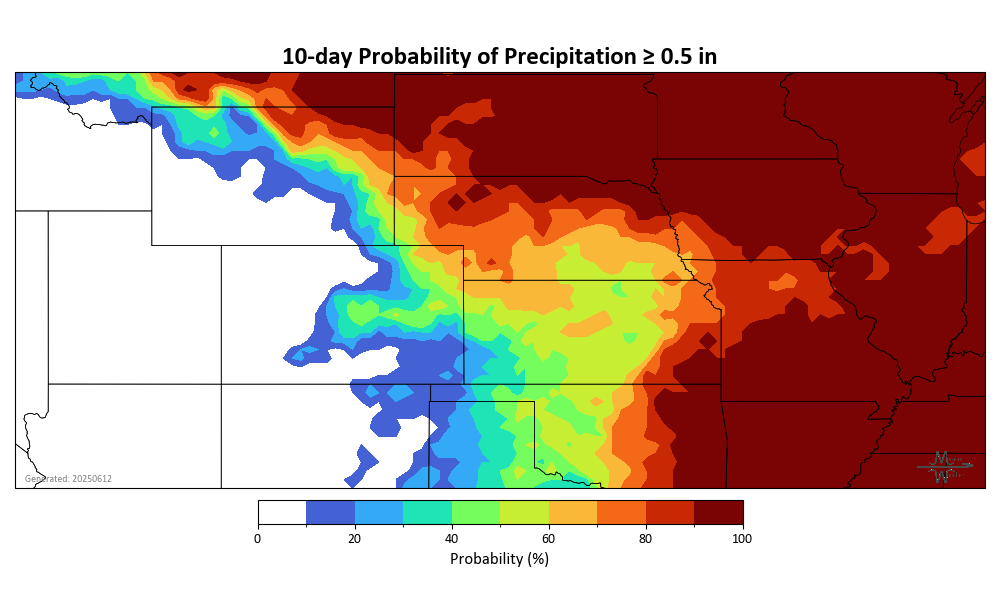 10-day Probability of Precipitation ≥ 0.5 in
Generated: 20250612
0 20 40 60 80 100
Probability (%)